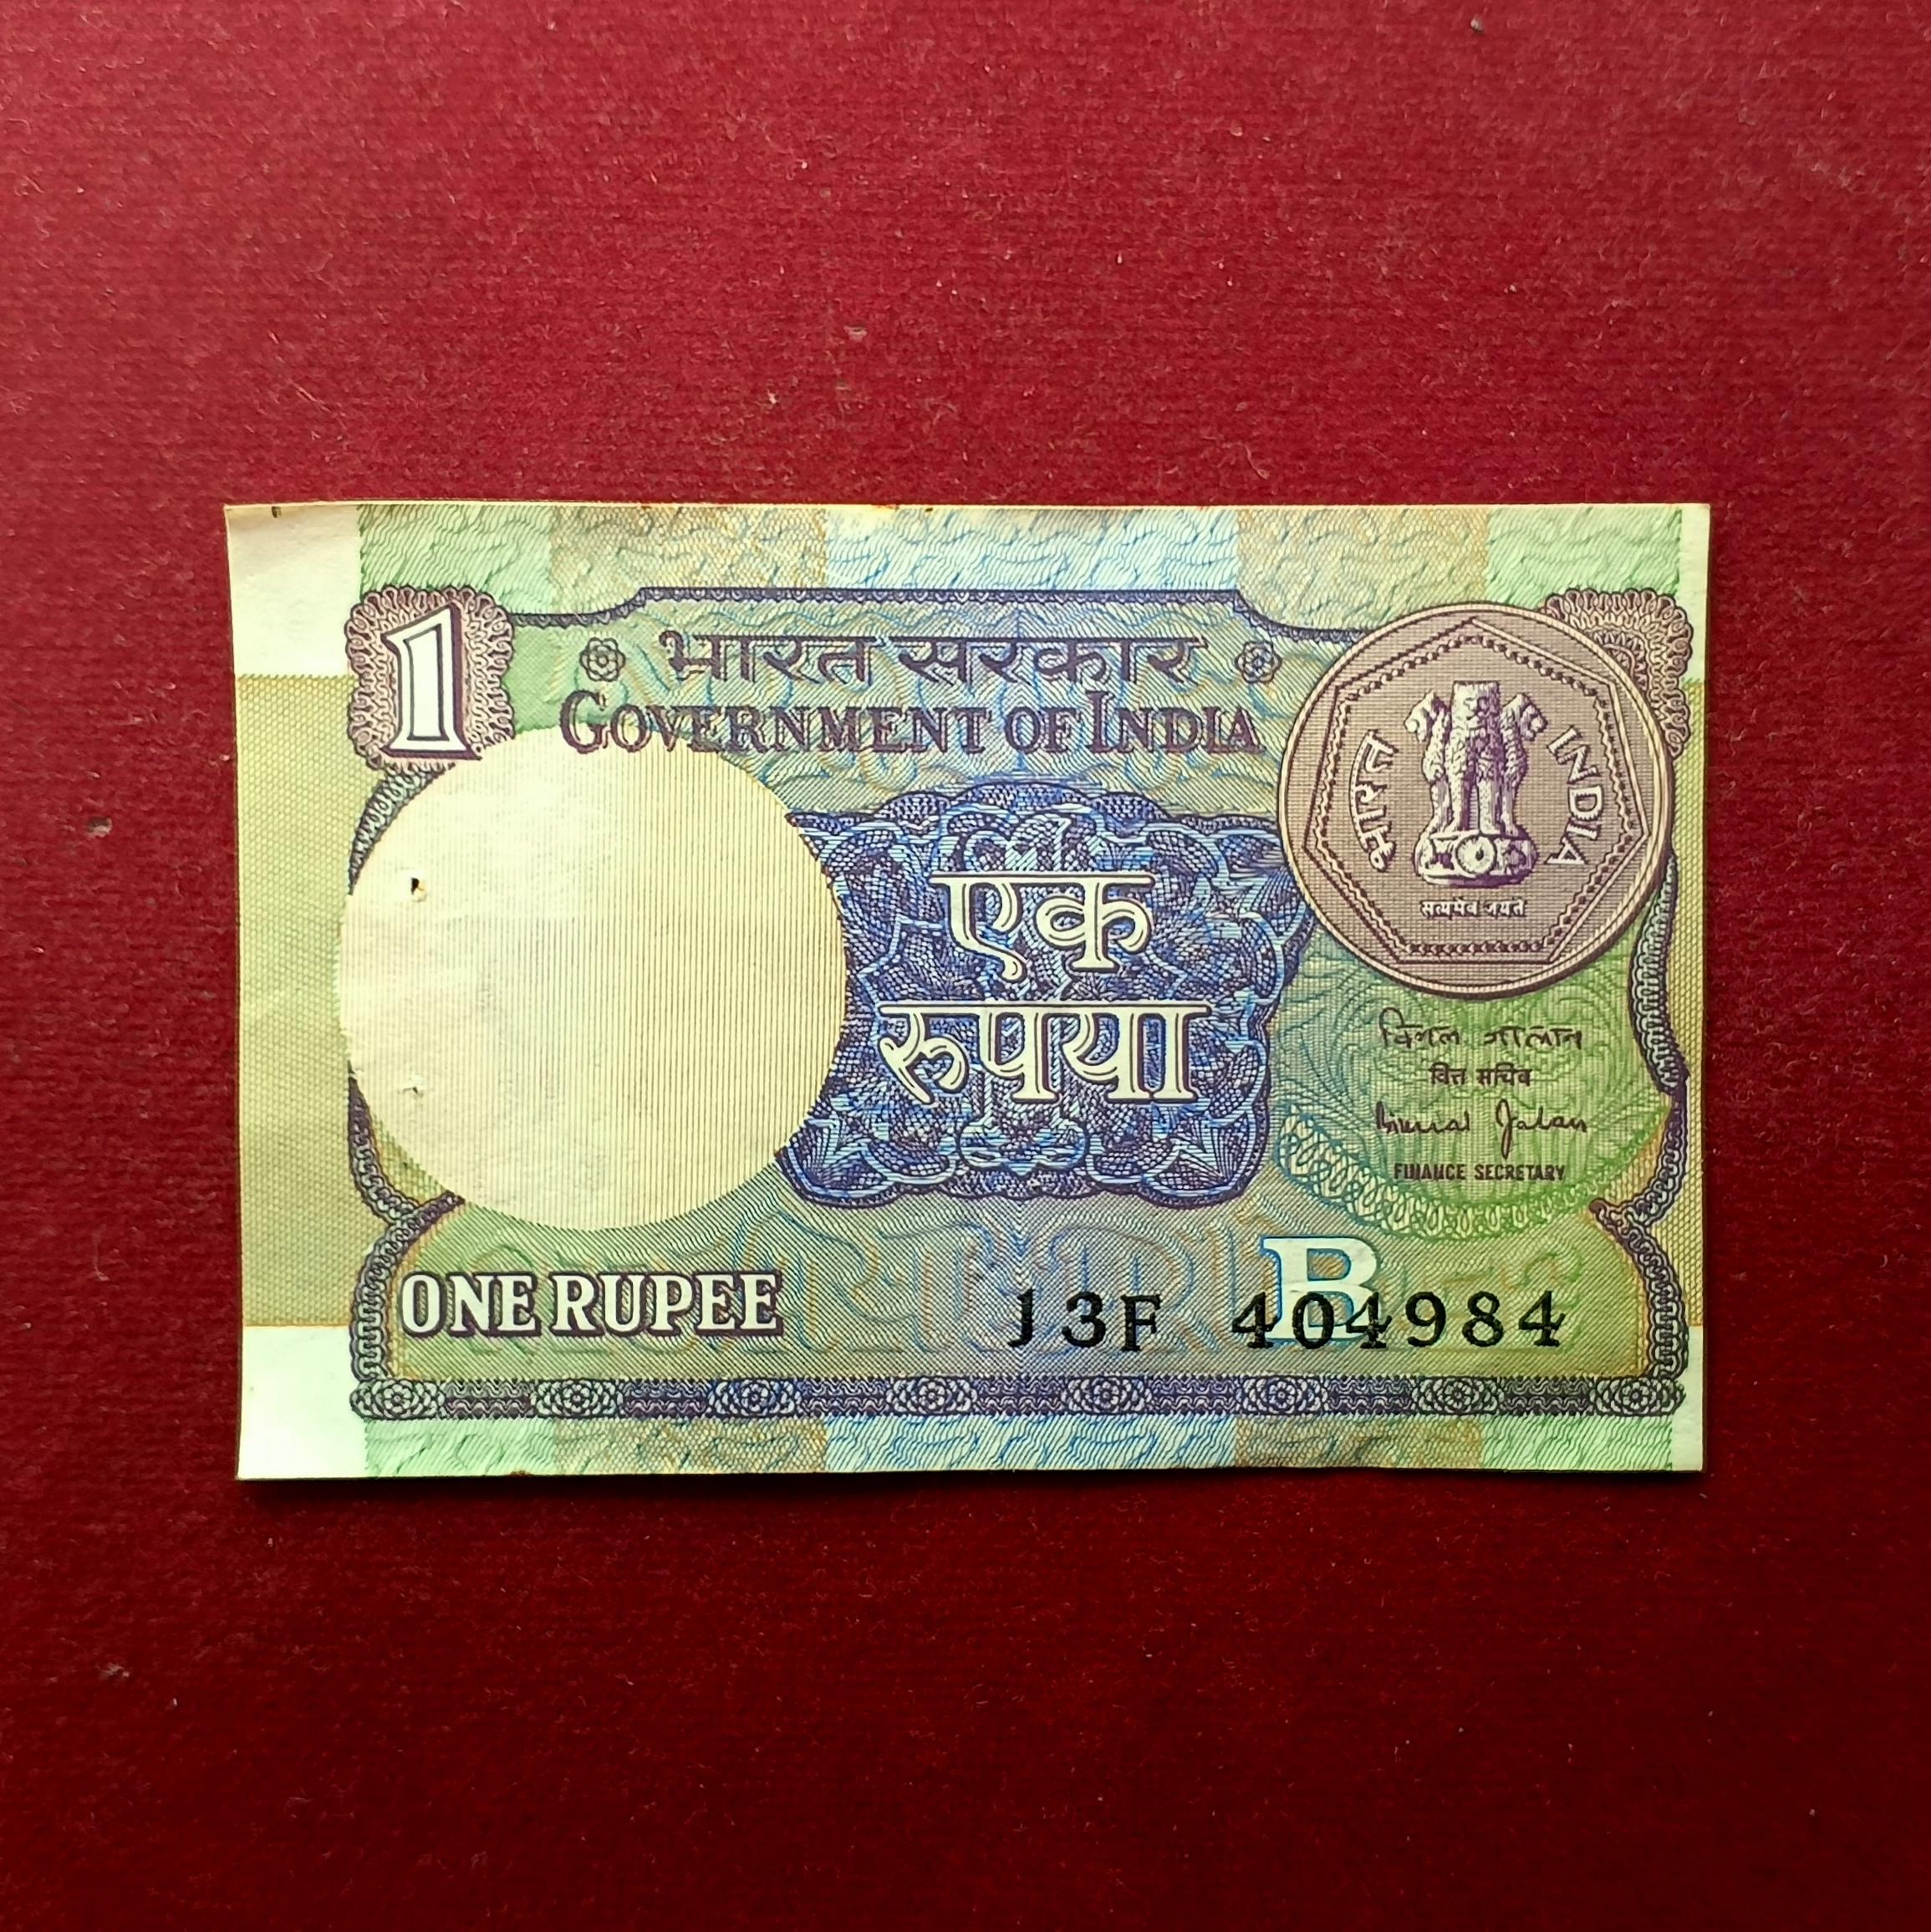 1
भारत सरकार
GOVERNMENT OF INDIA
भारत INDIA
सत्यमेव जयते
एक
रुपया
विमल जालान
वित्त सचिव
Bimal Jalan
FINANCE SECRETARY
B
ONE RUPEE
J3F 404984